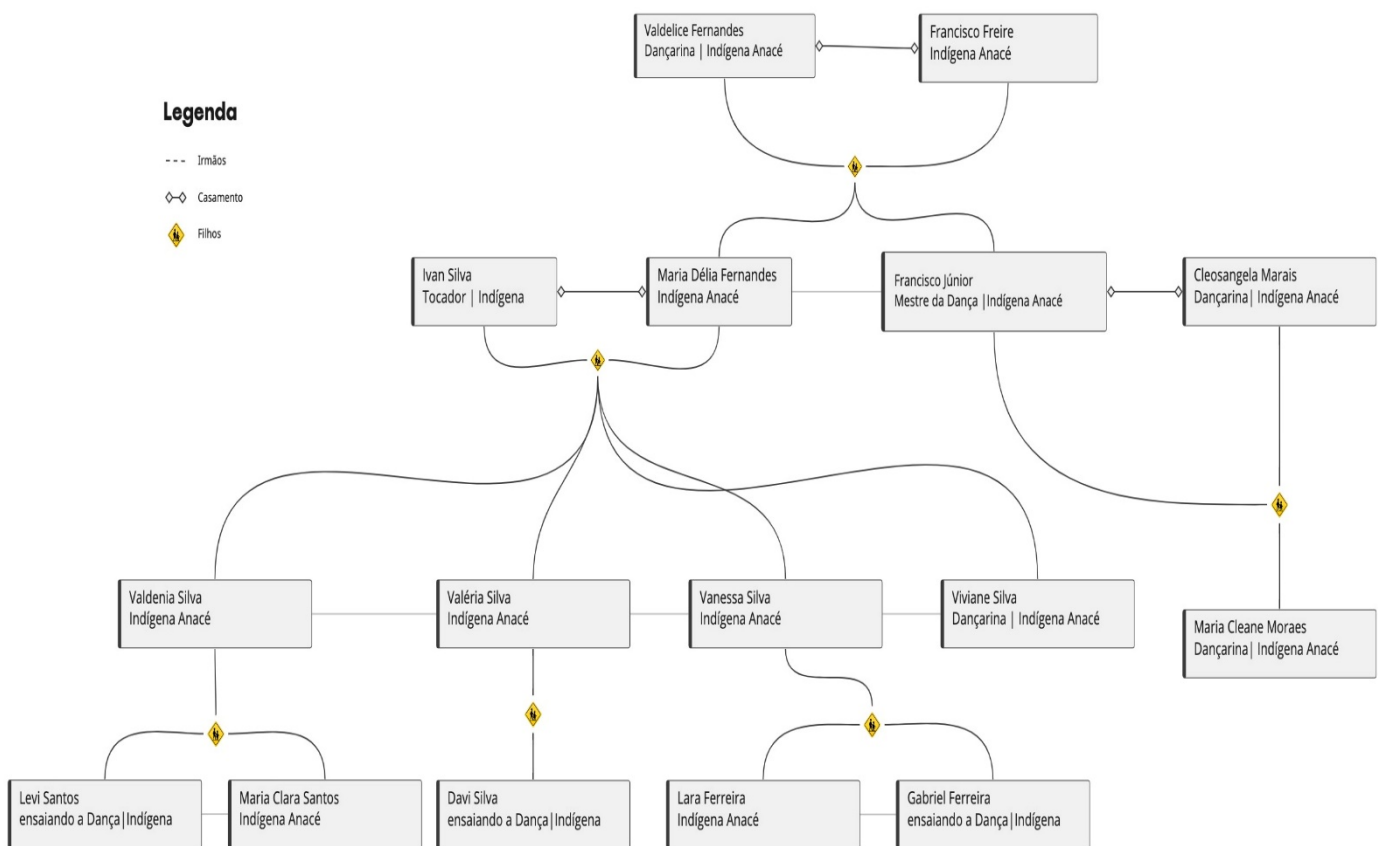 Valdelice Fernandes
Dançarina | Indígena Anacé
Francisco Freire
Indígena Anacé
Legenda
Irmãos
Casamento
Filhos
Ivan Silva
Tocador | Indígena
Maria Délia Fernandes
Indígena Anacé
Francisco Júnior
Mestre da Dança |Indígena Anacé
Cleosangela Marais
Dançarina| Indígena Anacé
Valdenia Silva
Indígena Anacé
Valéria Silva
Indígena Anacé
Vanessa Silva
Indígena Anacé
Viviane Silva
Dançarina | Indígena Anacé
Maria Cleane Moraes
Dançarina| Indígena Anacé
Levi Santos
ensaiando a Dança|Indígena
Maria Clara Santos
Indígena Anacé
Davi Silva
ensaiando a Dança|Indígena
Lara Ferreira
Indígena Anacé
Gabriel Ferreira
ensaiando a Dança|Indígena